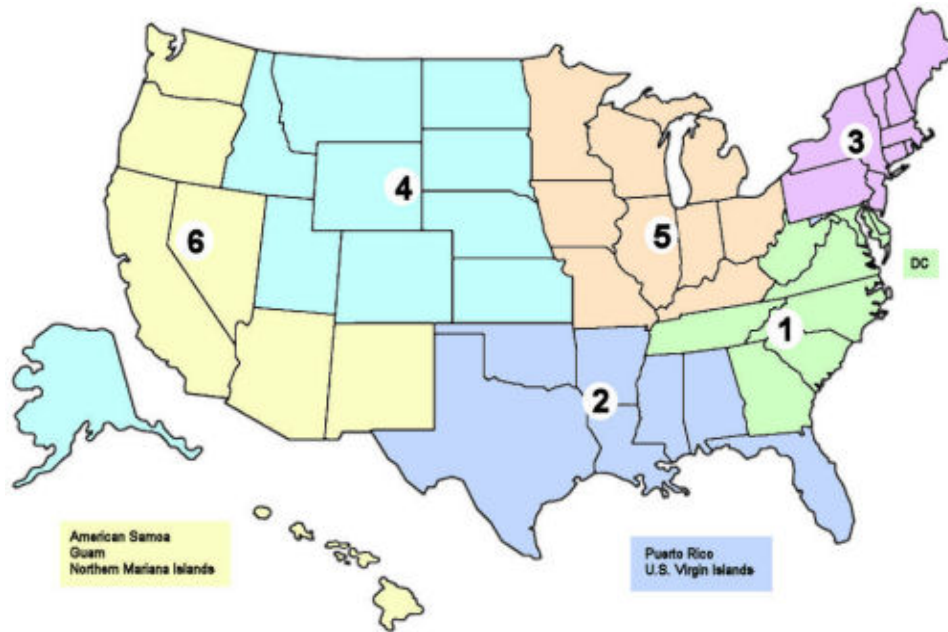 3
4
6
5
DC
1
2
American Samoa
Guam
Northern Mariana Islands
Puerto Rico
U.S. Virgin Islands